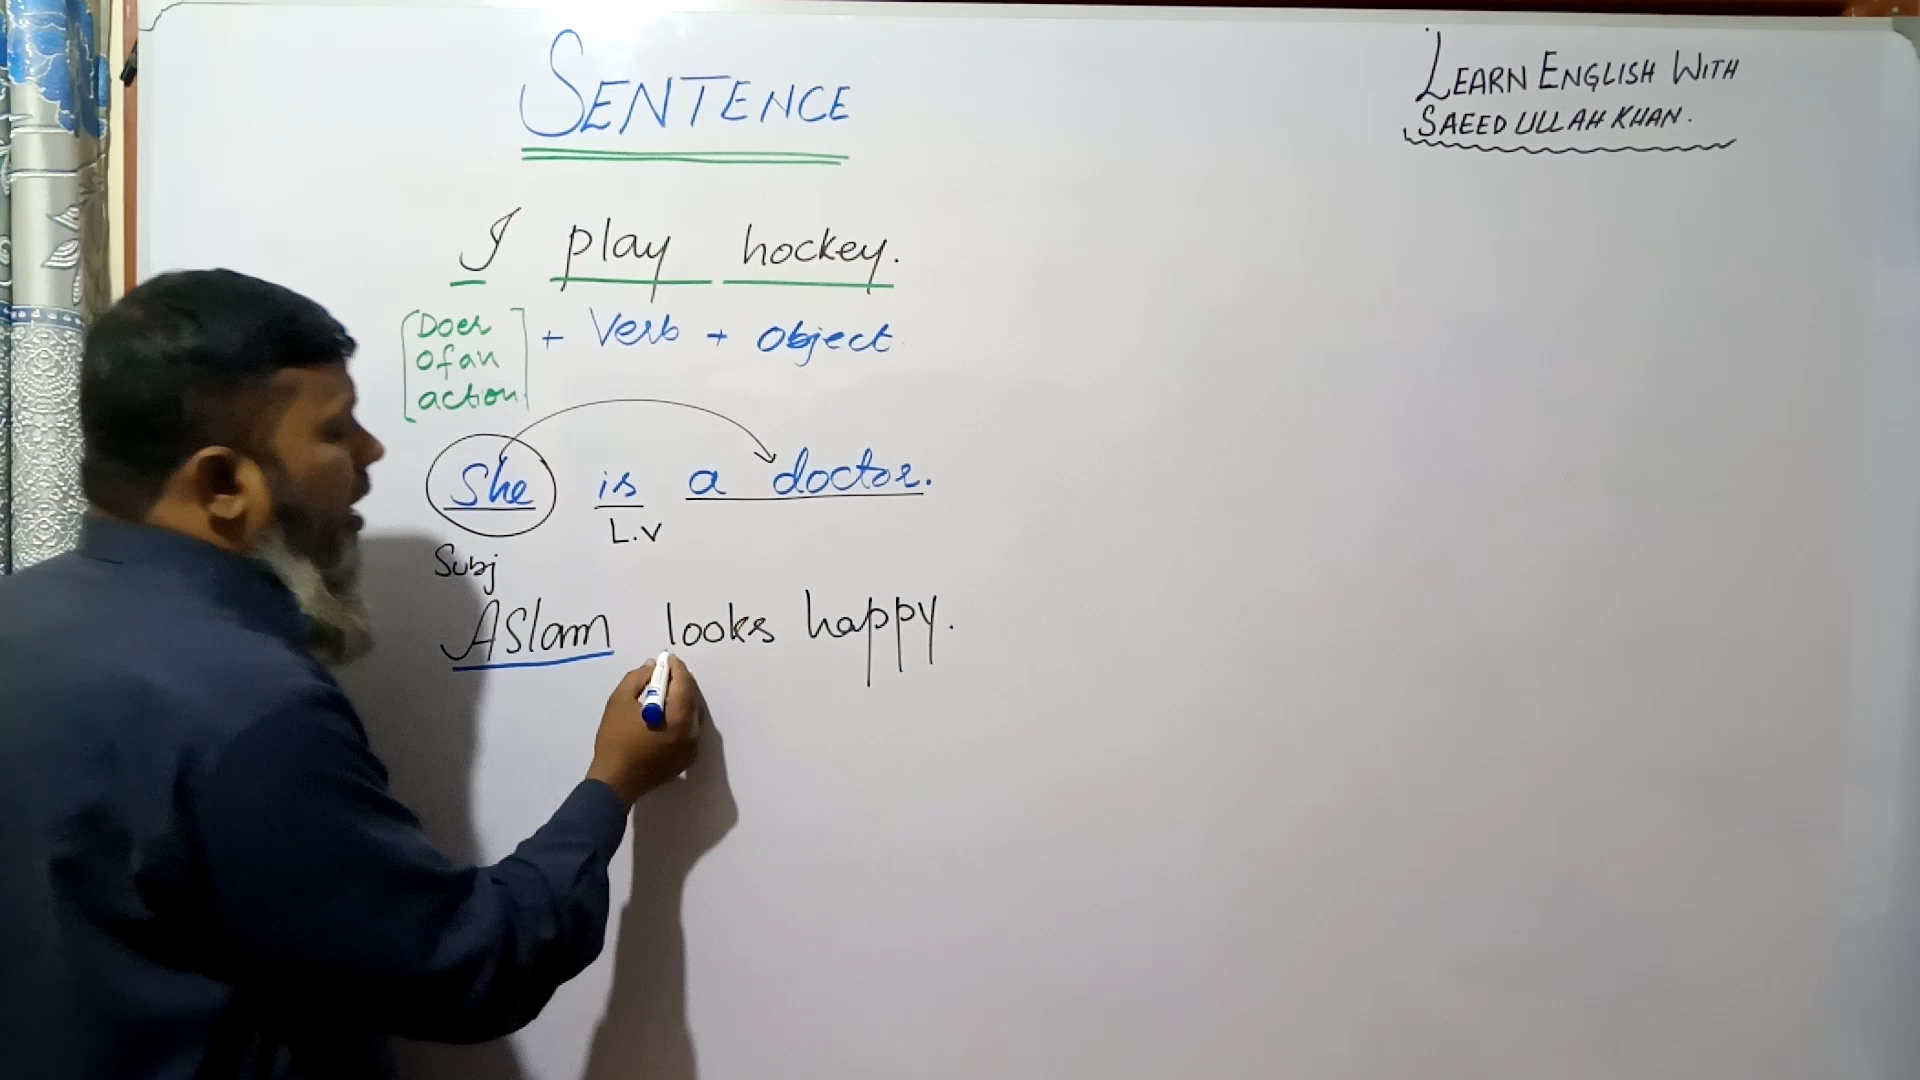 SENTENCE
LEARN ENGLISH WITH
SAEED ULLAH KHAN.
I play hockey.
[Doer of an action] + Verb + Object
She is a doctor.
L.V
Subj
Aslam looks happy.